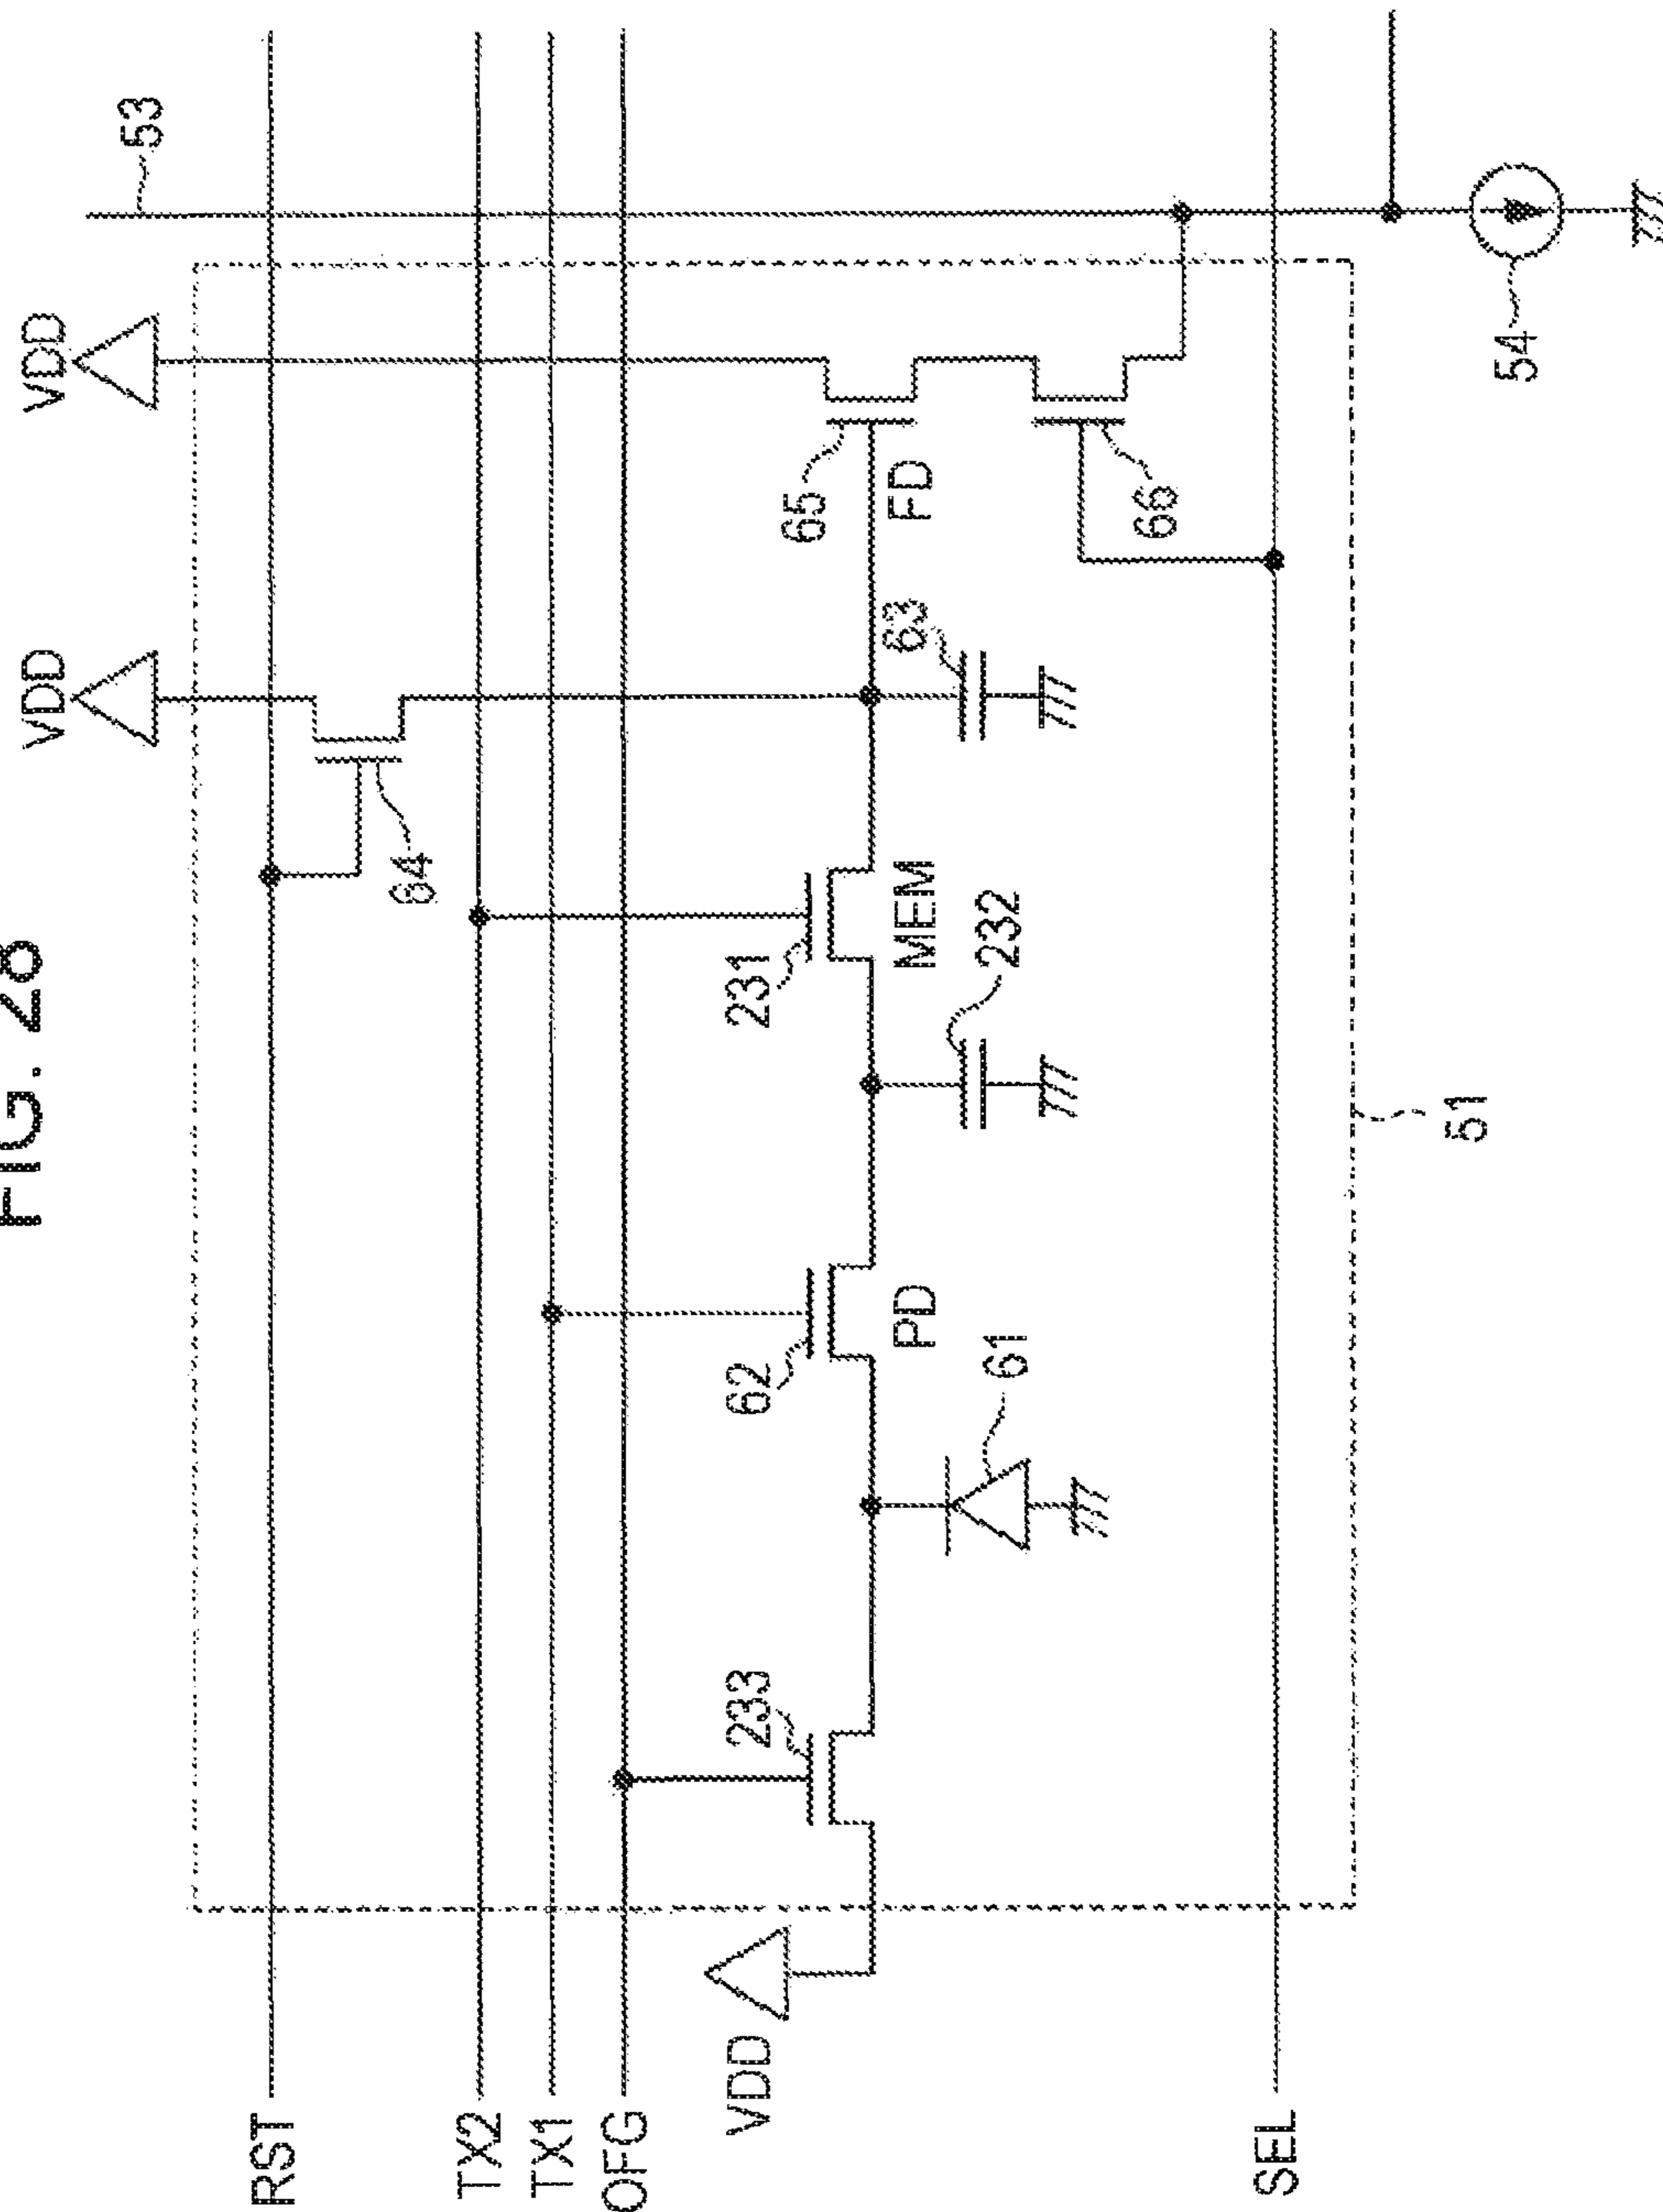 FIG. 28
VDD
VDD
53
RST
64
TX2
TX1
OFG
VDD
233
62
231
65
PD
MEM
63
FD
61
232
66
SEL
51
54